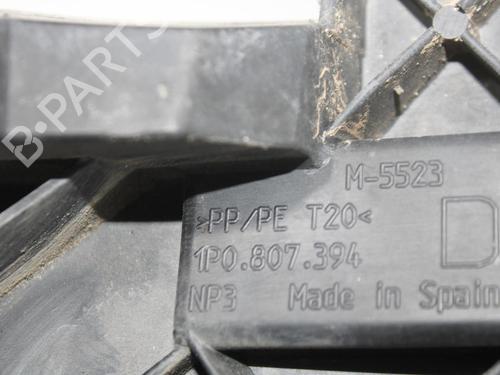 M-5523
>PP/PE T20<
1P0.807.394
D
NP3 Made in Spain
B-PARTS